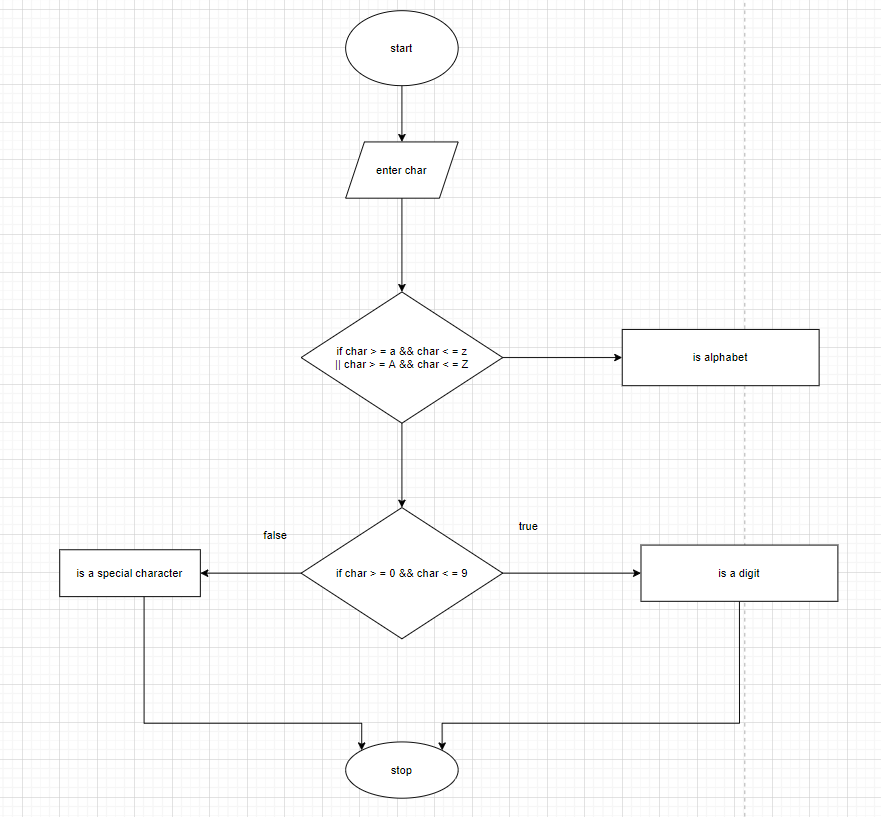 start
enter char
if char > = a && char < = z
|| char > = A && char < = Z
is alphabet
false
true
is a special character
if char > = 0 && char < = 9
is a digit
stop